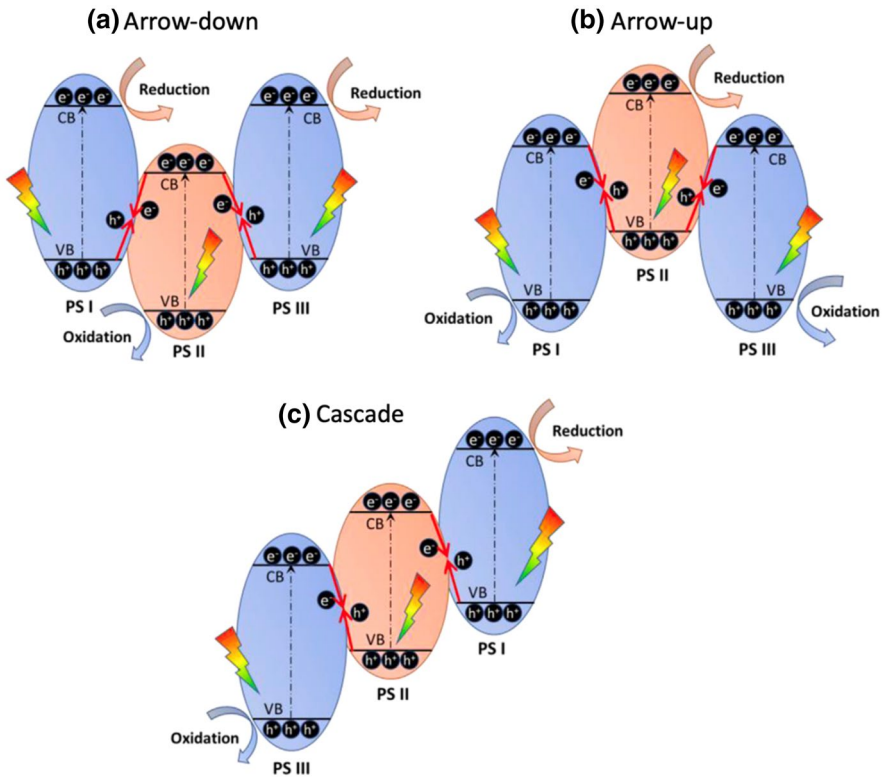 (a) Arrow-down
e⁻ e⁻ e⁻
CB
Reduction
e⁻ e⁻ e⁻
CB
Reduction
e⁻ e⁻ e⁻
CB
h⁺ e⁻
e⁻ h⁺
VB
h⁺ h⁺ h⁺
PS I
VB
h⁺ h⁺ h⁺
PS III
VB
h⁺ h⁺ h⁺
PS II
Oxidation
(b) Arrow-up
e⁻ e⁻ e⁻
CB
Reduction
e⁻ e⁻ e⁻
CB
e⁻ e⁻ e⁻
CB
e⁻ h⁺
h⁺ e⁻
VB
h⁺ h⁺ h⁺
PS II
VB
h⁺ h⁺ h⁺
Oxidation
PS I
VB
h⁺ h⁺ h⁺
Oxidation
PS III
(c) Cascade
e⁻ e⁻ e⁻
CB
Reduction
e⁻ e⁻ e⁻
CB
e⁻ e⁻ e⁻
CB
e⁻ h⁺
e⁻ h⁺
VB
h⁺ h⁺ h⁺
PS I
VB
h⁺ h⁺ h⁺
PS II
VB
h⁺ h⁺ h⁺
Oxidation
PS III